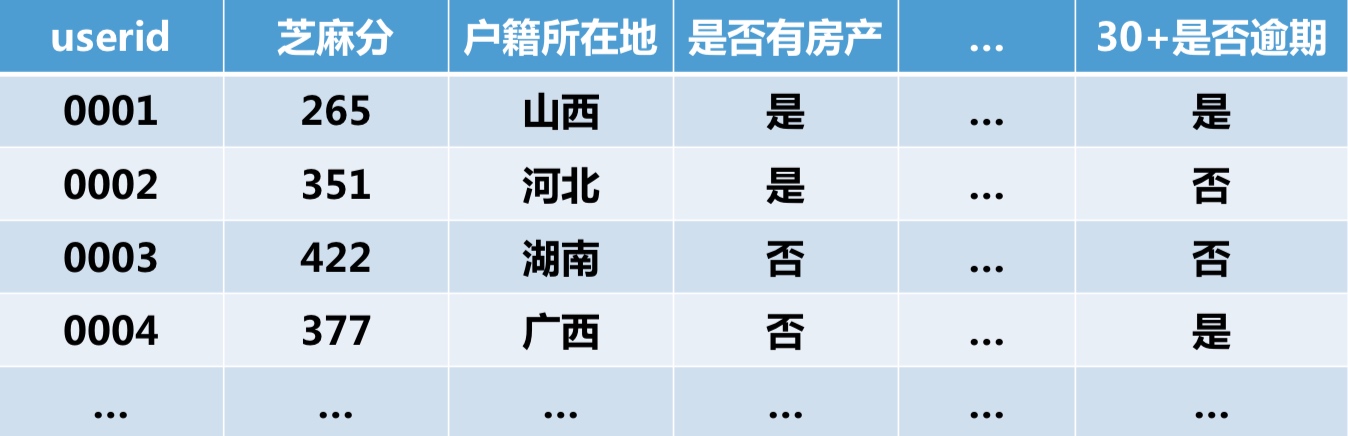 userid 芝麻分 户籍所在地 是否有房产 … 30+是否逾期
0001 265 山西 是 … 是
0002 351 河北 是 … 否
0003 422 湖南 否 … 否
0004 377 广西 否 … 是
… … … … … …